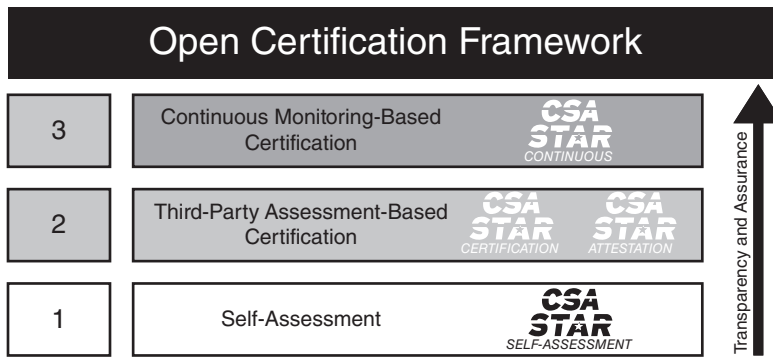 Open Certification Framework
3
Continuous Monitoring-Based
Certification
CSA
STAR
CONTINUOUS
2
Third-Party Assessment-Based
Certification
CSA
STAR
CERTIFICATION
CSA
STAR
ATTESTATION
1
Self-Assessment
CSA
STAR
SELF-ASSESSMENT
Transparency and Assurance